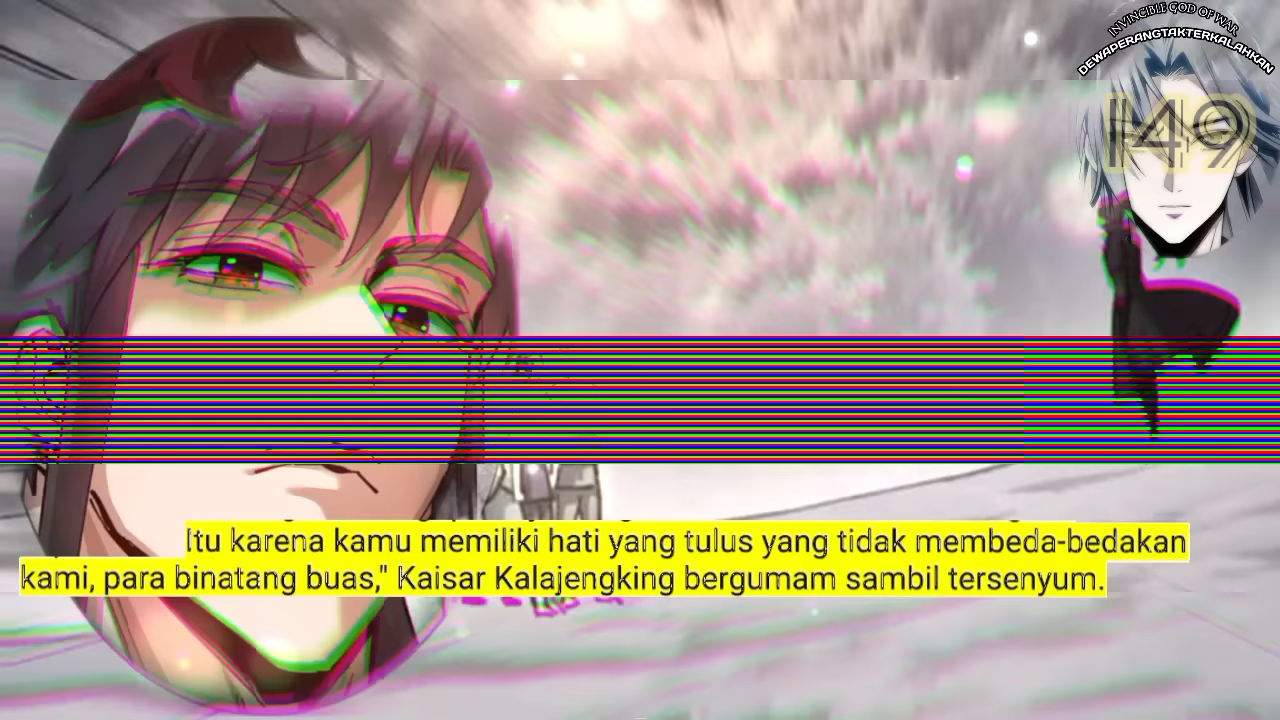 INVINCIBLE GOD OF WAR
DEWAPERANGTAKTERKALAHKAN
149
Itu karena kamu memiliki hati yang tulus yang tidak membeda-bedakan
kami, para binatang buas," Kaisar Kalajengking bergumam sambil tersenyum.